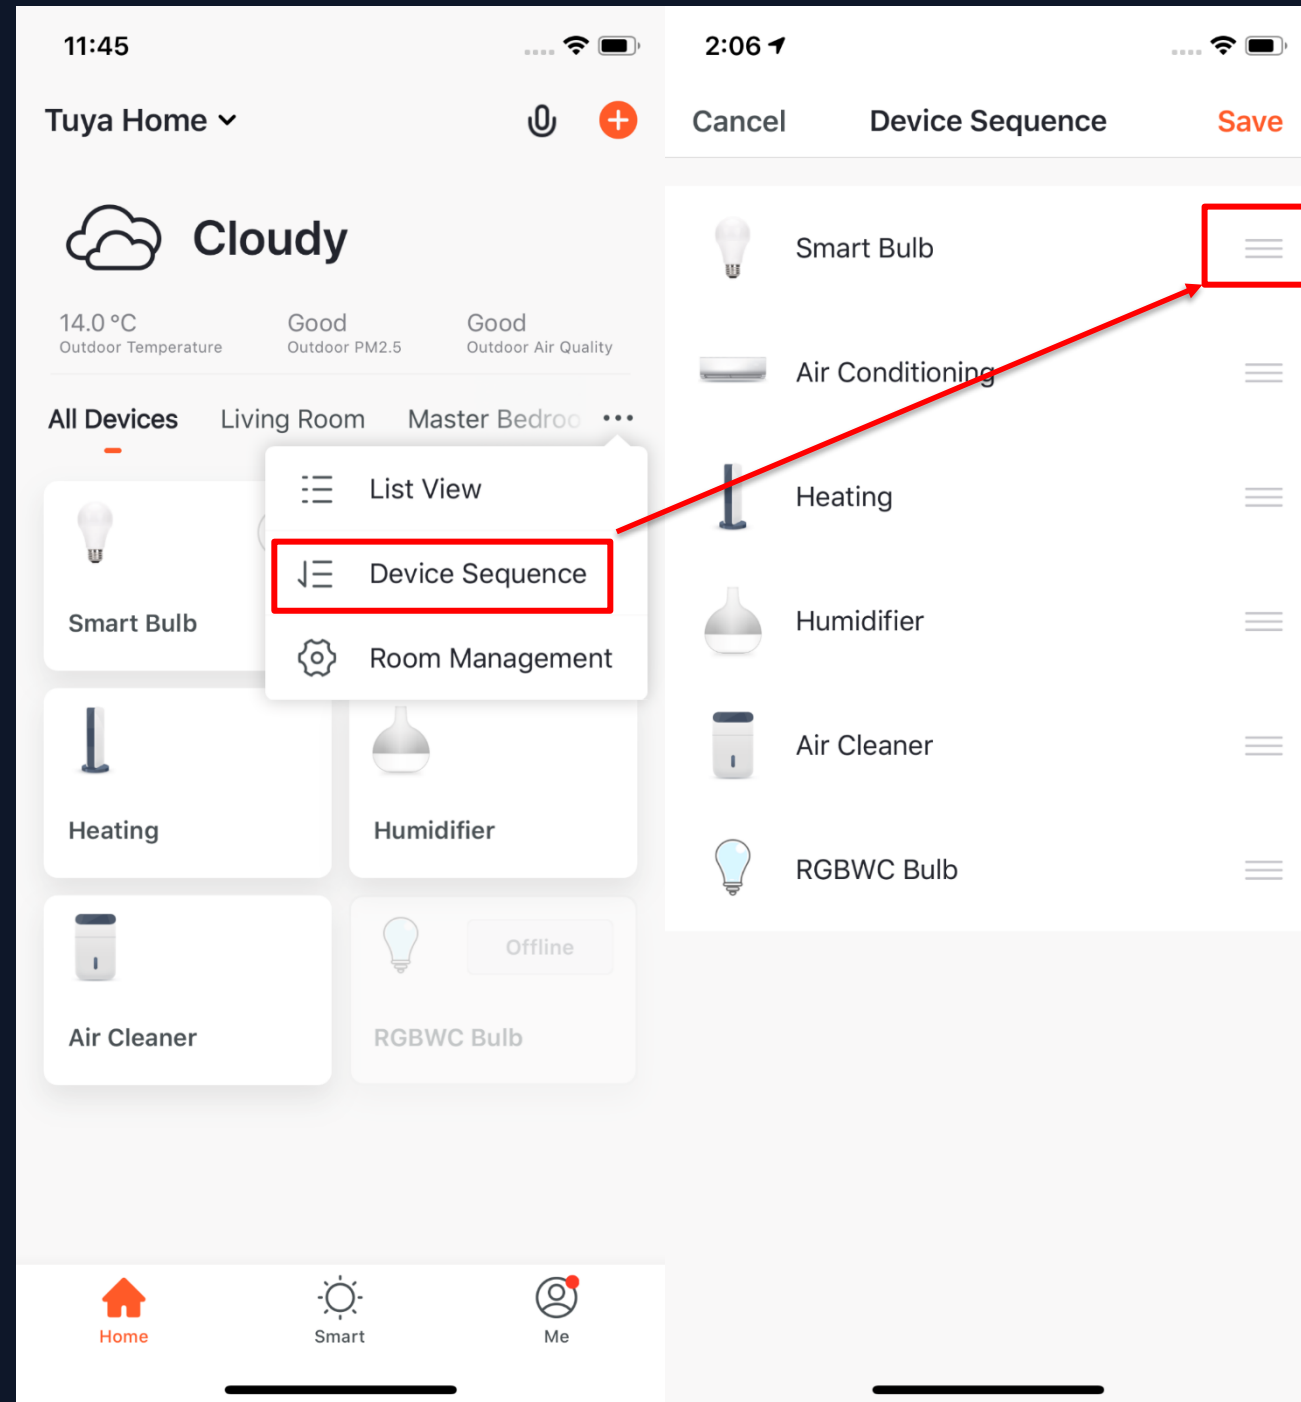 11:45
Tuya Home
Cloudy
14.0 °C
Outdoor Temperature
Good
Outdoor PM2.5
Good
Outdoor Air Quality
All Devices
Living Room
Master Bedroo
List View
Device Sequence
Room Management
Smart Bulb
Heating
Humidifier
Air Cleaner
Offline
RGBWC Bulb
Home
Smart
Me
2:06
Cancel
Device Sequence
Save
Smart Bulb
Air Conditioning
Heating
Humidifier
Air Cleaner
RGBWC Bulb